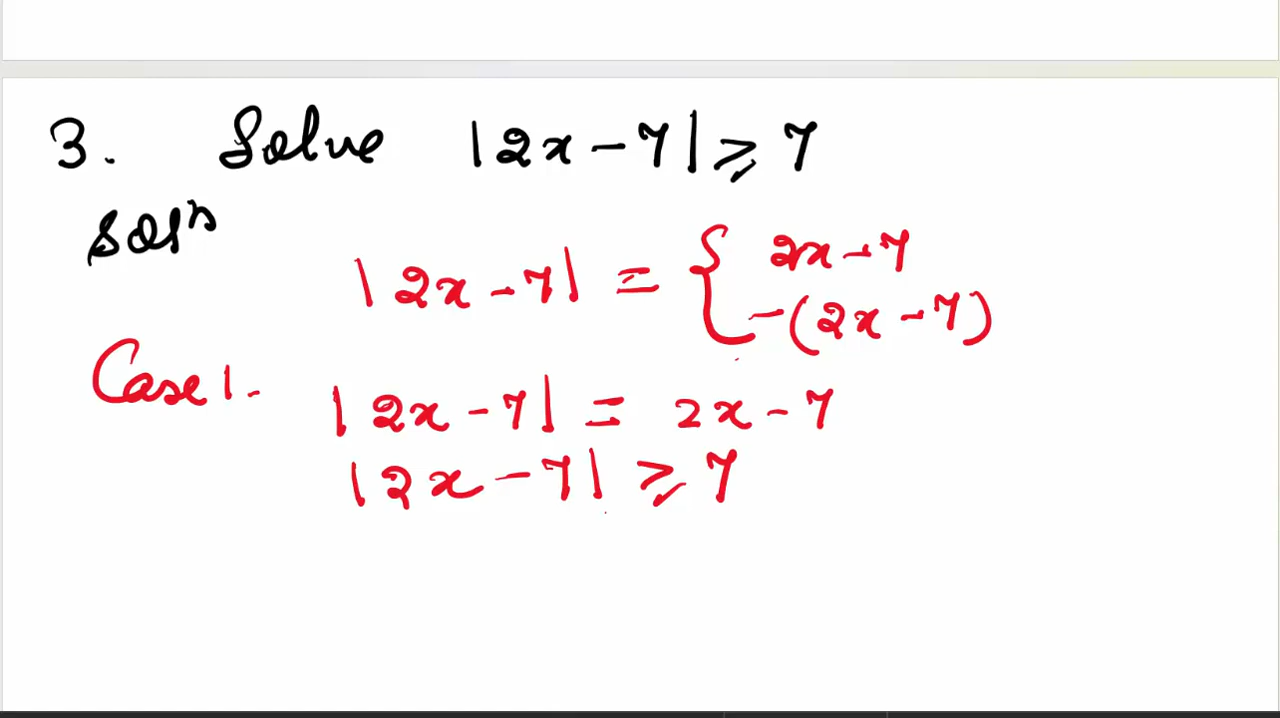 3. Solve |2x - 7| ≥ 7
Solⁿ
|2x - 7| = { 2x - 7
-(2x - 7)
Case 1. |2x - 7| = 2x - 7
|2x - 7| ≥ 7